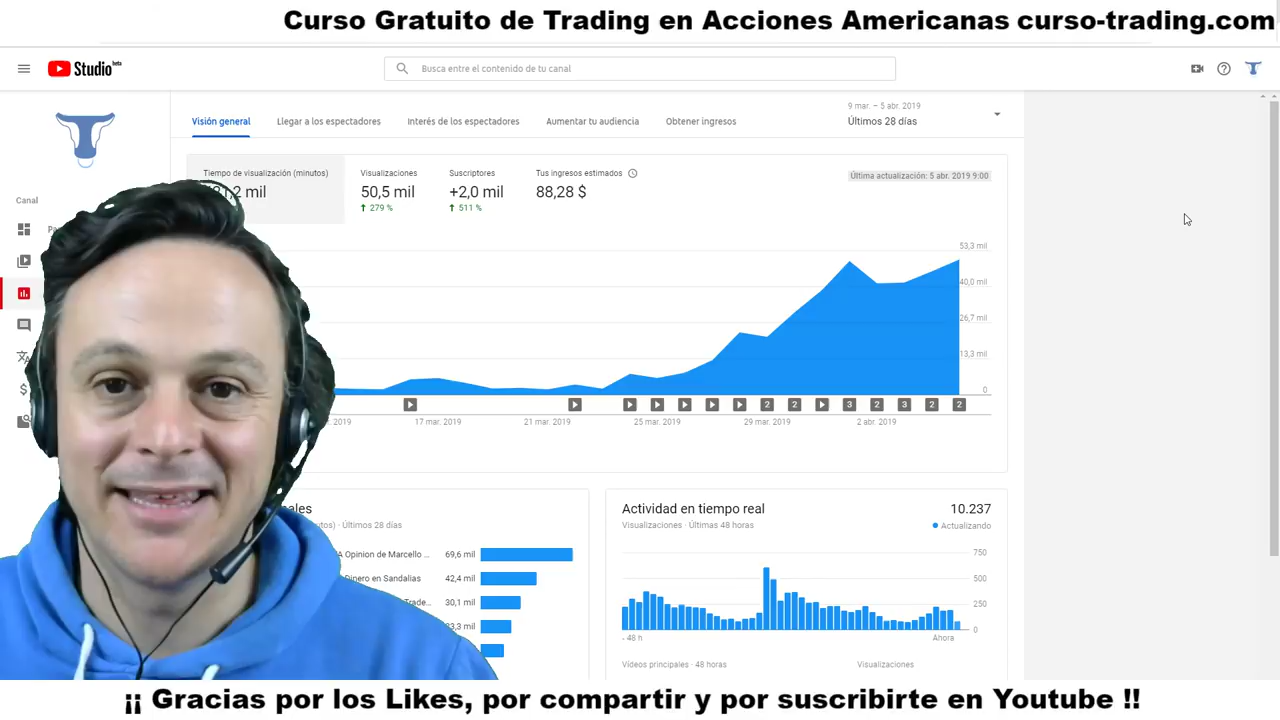 Curso Gratuito de Trading en Acciones Americanas curso-trading.com
Studio beta
Busca entre el contenido de tu canal
Visión general
Llegar a los espectadores
Interés de los espectadores
Aumentar tu audiencia
Obtener ingresos
9 mar. – 5 abr. 2019
Últimos 28 días
Canal
Tiempo de visualización (minutos)
Visualizaciones
50,5 mil
279 %
Suscriptores
+2,0 mil
511 %
Tus ingresos estimados
88,28 $
Última actualización: 5 abr. 2019 9:00
53,3 mil
40,0 mil
26,7 mil
13,3 mil
0
2 2 3 2 3 2 2
2019
17 mar. 2019
21 mar. 2019
25 mar. 2019
29 mar. 2019
2 abr. 2019
Últimos 28 días
A Opinion de Marcello ... 69,6 mil
Dinero en Sandalias 42,4 mil
Trade... 30,1 mil
Actividad en tiempo real
10.237
Visualizaciones · Últimas 48 horas
Actualizando
750
500
250
0
- 48 h
Ahora
Vídeos principales · 48 horas
Visualizaciones
¡¡ Gracias por los Likes, por compartir y por suscribirte en Youtube !!